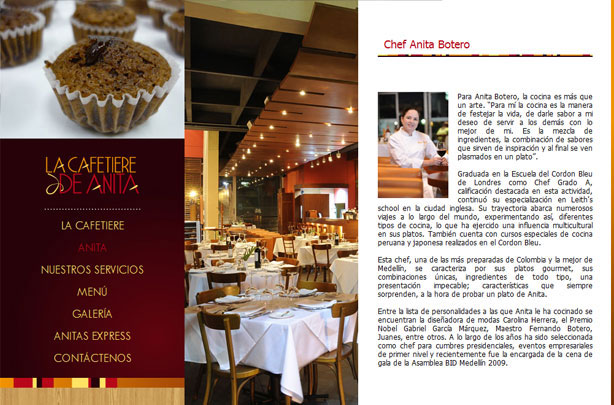 LA CAFETIERE
DE ANITA
LA CAFETIERE
ANITA
NUESTROS SERVICIOS
MENÚ
GALERÍA
ANITAS EXPRESS
CONTÁCTENOS
Chef Anita Botero
Para Anita Botero, la cocina es más que
un arte. “Para mí la cocina es la manera
de festejar la vida, de darle sabor a mi
deseo de servir a los demás con lo
mejor de mi. Es la mezcla de
ingredientes, la combinación de sabores
que sirven de inspiración y al final se ven
plasmados en un plato”.
Graduada en la Escuela del Cordon Bleu
de Londres como Chef Grado A,
calificación destacada en esta actividad,
continuó su especialización en Leith's
school en la ciudad inglesa. Su trayectoria abarca numerosos
viajes a lo largo del mundo, experimentando así, diferentes
tipos de cocina, lo que ha ejercido una influencia multicultural
en sus platos. También cuenta con cursos especiales de cocina
peruana y japonesa realizados en el Cordon Bleu.
Esta chef, una de las más preparadas de Colombia y la mejor de
Medellín, se caracteriza por sus platos gourmet, sus
combinaciones únicas, ingredientes de todo tipo, una
presentación impecable; características que siempre
sorprenden, a la hora de probar un plato de Anita.
Entre la lista de personalidades a las que Anita le ha cocinado se
encuentran la diseñadora de modas Carolina Herrera, el Premio
Nobel Gabriel García Márquez, Maestro Fernando Botero,
Juanes, entre otros. A lo largo de los años ha sido seleccionada
como chef para cumbres presidenciales, eventos empresariales
de primer nivel y recientemente fue la encargada de la cena de
gala de la Asamblea BID Medellín 2009.